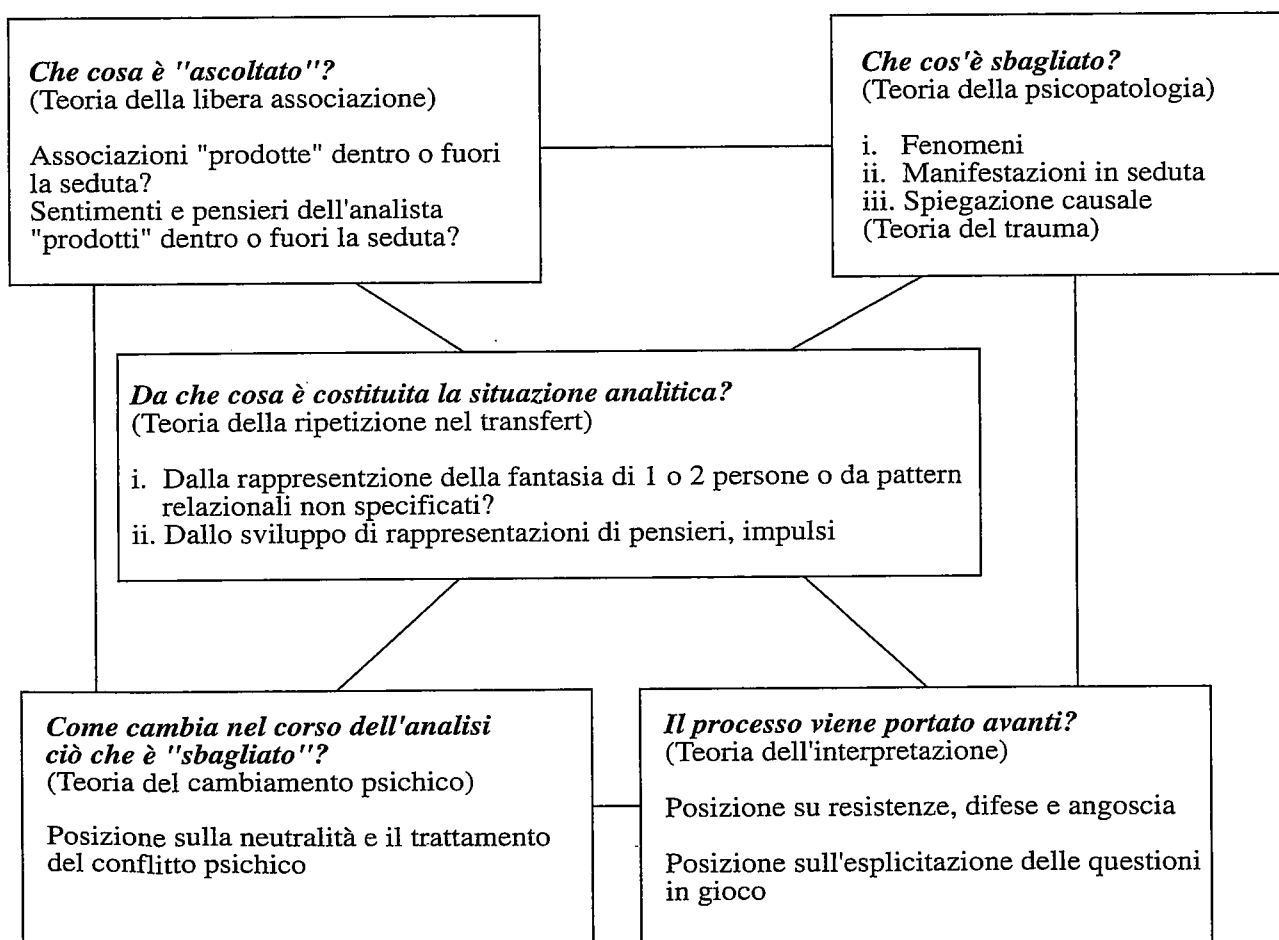 Che cosa è "ascoltato"?
(Teoria della libera associazione)
Associazioni "prodotte" dentro o fuori
la seduta?
Sentimenti e pensieri dell'analista
"prodotti" dentro o fuori la seduta?
Che cos'è sbagliato?
(Teoria della psicopatologia)
i. Fenomeni
ii. Manifestazioni in seduta
iii. Spiegazione causale
(Teoria del trauma)
Da che cosa è costituita la situazione analitica?
(Teoria della ripetizione nel transfert)
i. Dalla rappresentzione della fantasia di 1 o 2 persone o da pattern
relazionali non specificati?
ii. Dallo sviluppo di rappresentazioni di pensieri, impulsi
Come cambia nel corso dell'analisi
ciò che è "sbagliato"?
(Teoria del cambiamento psichico)
Posizione sulla neutralità e il trattamento
del conflitto psichico
Il processo viene portato avanti?
(Teoria dell'interpretazione)
Posizione su resistenze, difese e angoscia
Posizione sull'esplicitazione delle questioni
in gioco